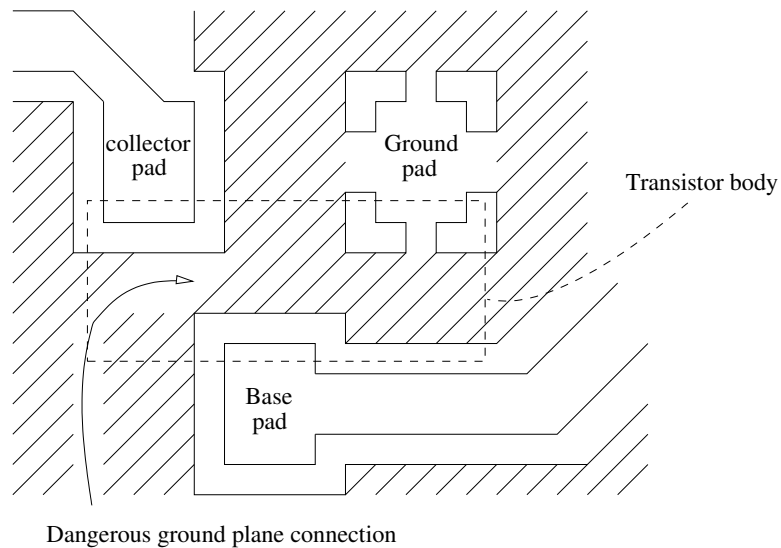 collector
pad
Ground
pad
Transistor body
Base
pad
Dangerous ground plane connection